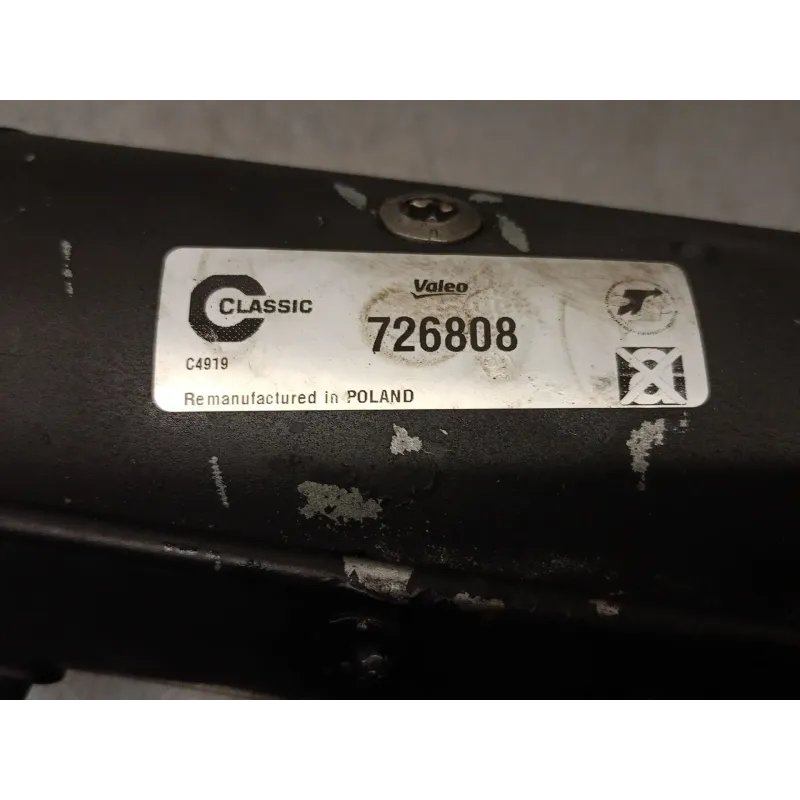 C CLASSIC
Valeo
726808
C4919
Remanufactured in POLAND